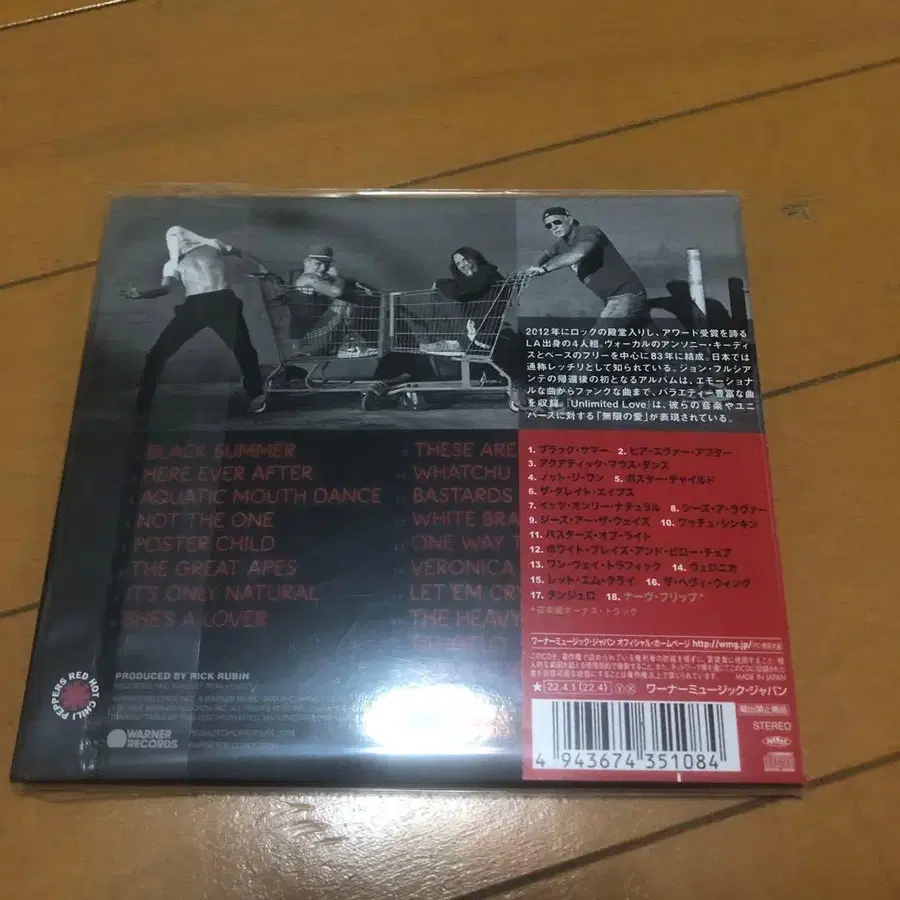 2012年にロックの殿堂入りし、アワード受賞を誇る
LA出身の4人組。ヴォーカルのアンソニー・キーディ
スとベースのフリーを中心に83年に結成。日本では
通称レッチリとして知られている。ジョン・フルシア
ンテの帰還後の初となるアルバムは、エモーショナ
ルな曲からファンクな曲まで、バラエティー豊富な曲
を収録。「Unlimited Love」は、彼らの音楽やユニ
バースに対する「無限の愛」が表現されている。
BLACK SUMMER
HERE EVER AFTER
AQUATIC MOUTH DANCE
NOT THE ONE
POSTER CHILD
THE GREAT APES
IT'S ONLY NATURAL
SHE'S A LOVER
THESE ARE
WHATCHU
BASTARDS
WHITE BRA
ONE WAY T
VERONICA
LET 'EM CRY
THE HEAVY
1. ブラック・サマー 2. ヒア・エヴァー・アフター
3. アクアティック・マウス・ダンス
4. ノット・ジ・ワン 5. ポスター・チャイルド
6. ザ・グレイト・エイプス
7. イッツ・オンリー・ナチュラル 8. シーズ・ア・ラヴァー
9. ジーズ・アー・ザ・ウェイズ 10. ワッチュ・シンキン
11. バスターズ・オブ・ライト
12. ホワイト・ブレイズ・アンド・ピロー・チェア
13. ワン・ウェイ・トラフィック 14. ヴェロニカ
15. レット・エム・クライ 16. ザ・ヘヴィ・ウィング
17. タンジェロ 18. ナーヴ・フリップ*
*日本盤ボーナス・トラック
ワーナーミュージック・ジャパン オフィシャル・ホームページ http://wmg.jp/
MADE IN JAPAN
★ 22.4.1 (22.4) Y X ワーナーミュージック・ジャパン
輸出禁止商品
STEREO
4 943674 351084
RED HOT CHILI PEPPERS
PRODUCED BY RICK RUBIN
WARNER RECORDS